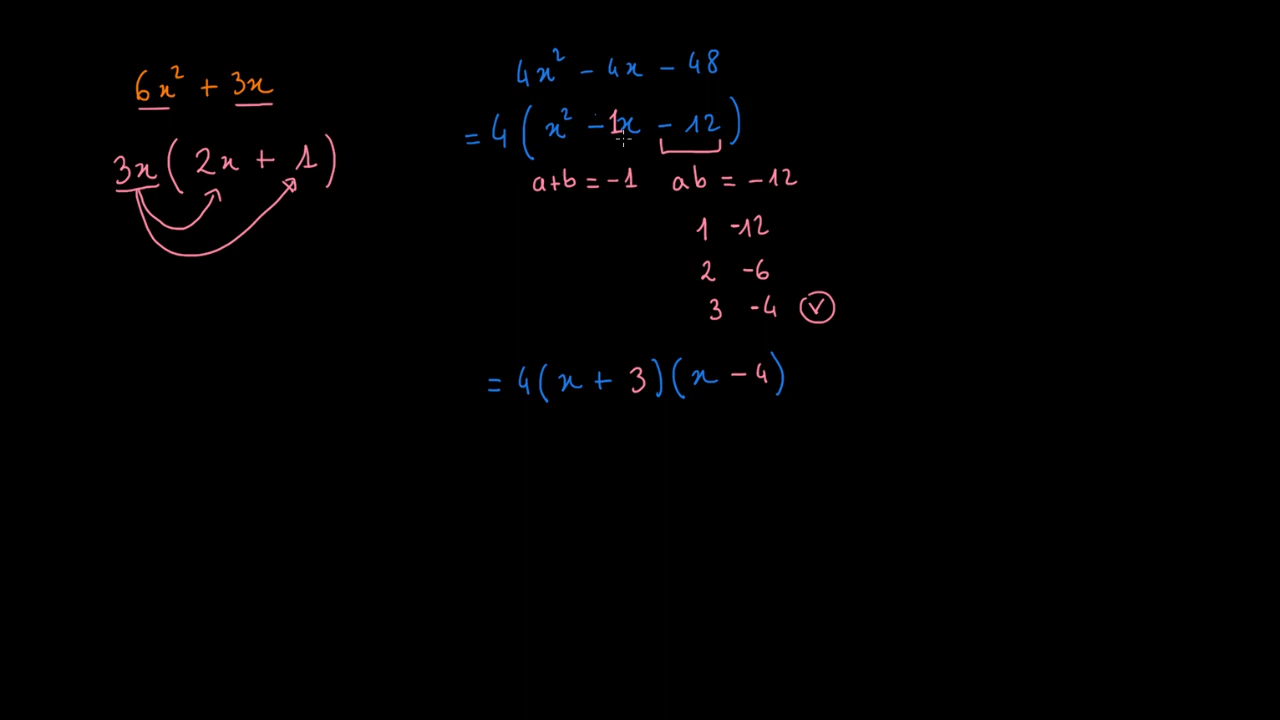 6x² + 3x
3x(2x + 1)
4x² - 4x - 48
= 4(x² - 1x - 12)
a+b = -1 ab = -12
1 -12
2 -6
3 -4 V
= 4(x + 3)(x - 4)